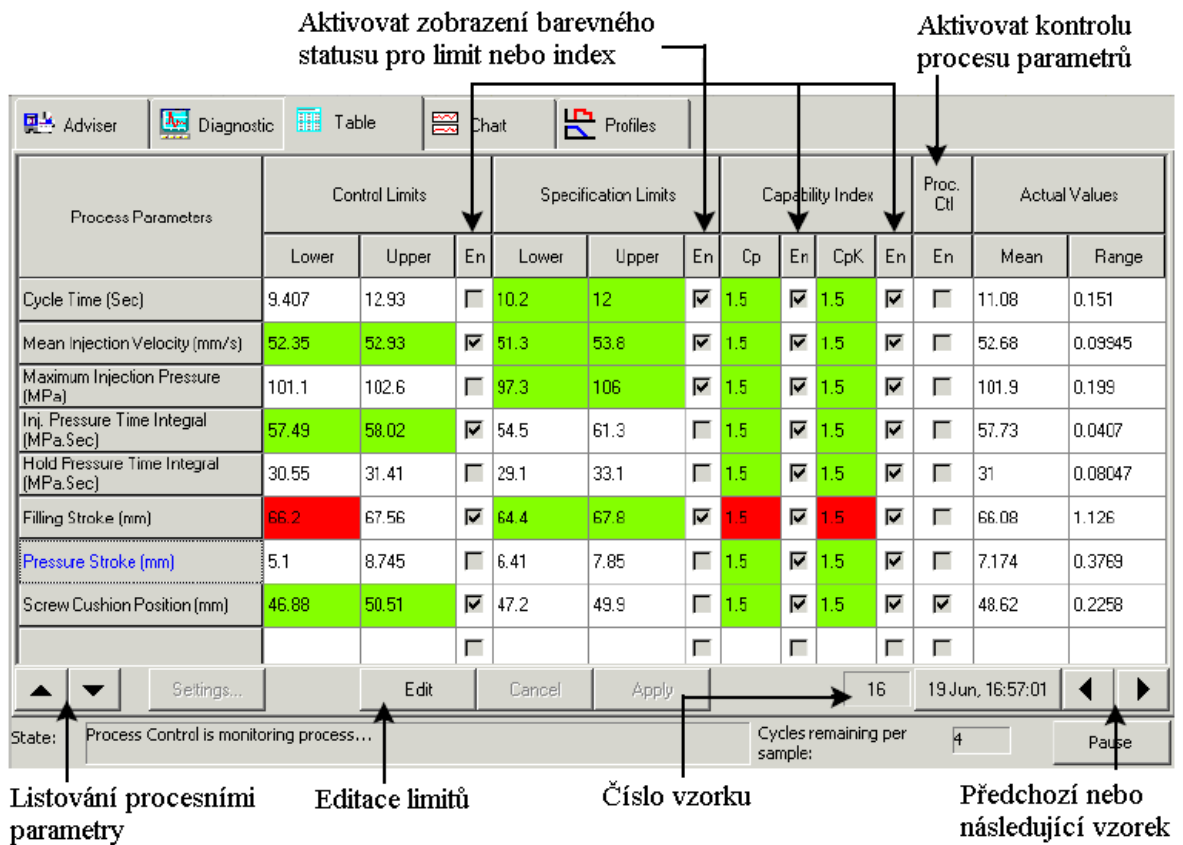 Aktivovat zobrazení barevného
statusu pro limit nebo index
Aktivovat kontrolu
procesu parametrů
Adviser Diagnostic Table Chart Profiles
Process Parameters Control Limits Specification Limits Capability Index Proc. Ctl Actual Values
Lower Upper En Lower Upper En Cp En CpK En En Mean Range
Cycle Time (Sec) 9.407 12.93 10.2 12 1.5 1.5 11.08 0.151
Mean Injection Velocity (mm/s) 52.35 52.93 51.3 53.8 1.5 1.5 52.68 0.09945
Maximum Injection Pressure (MPa) 101.1 102.6 97.3 106 1.5 1.5 101.9 0.199
Inj. Pressure Time Integral (MPa.Sec) 57.49 58.02 54.5 61.3 1.5 1.5 57.73 0.0407
Hold Pressure Time Integral (MPa.Sec) 30.55 31.41 29.1 33.1 1.5 1.5 31 0.08047
Filling Stroke (mm) 66.2 67.56 64.4 67.8 1.5 1.5 66.08 1.126
Pressure Stroke (mm) 5.1 8.745 6.41 7.85 1.5 1.5 7.174 0.3769
Screw Cushion Position (mm) 46.88 50.51 47.2 49.9 1.5 1.5 48.62 0.2258
Settings... Edit Cancel Apply 16 19 Jun, 16:57:01
State: Process Control is monitoring process... Cycles remaining per sample: 4 Pause
Listování procesními
parametry
Editace limitů
Číslo vzorku
Předchozí nebo
následující vzorek